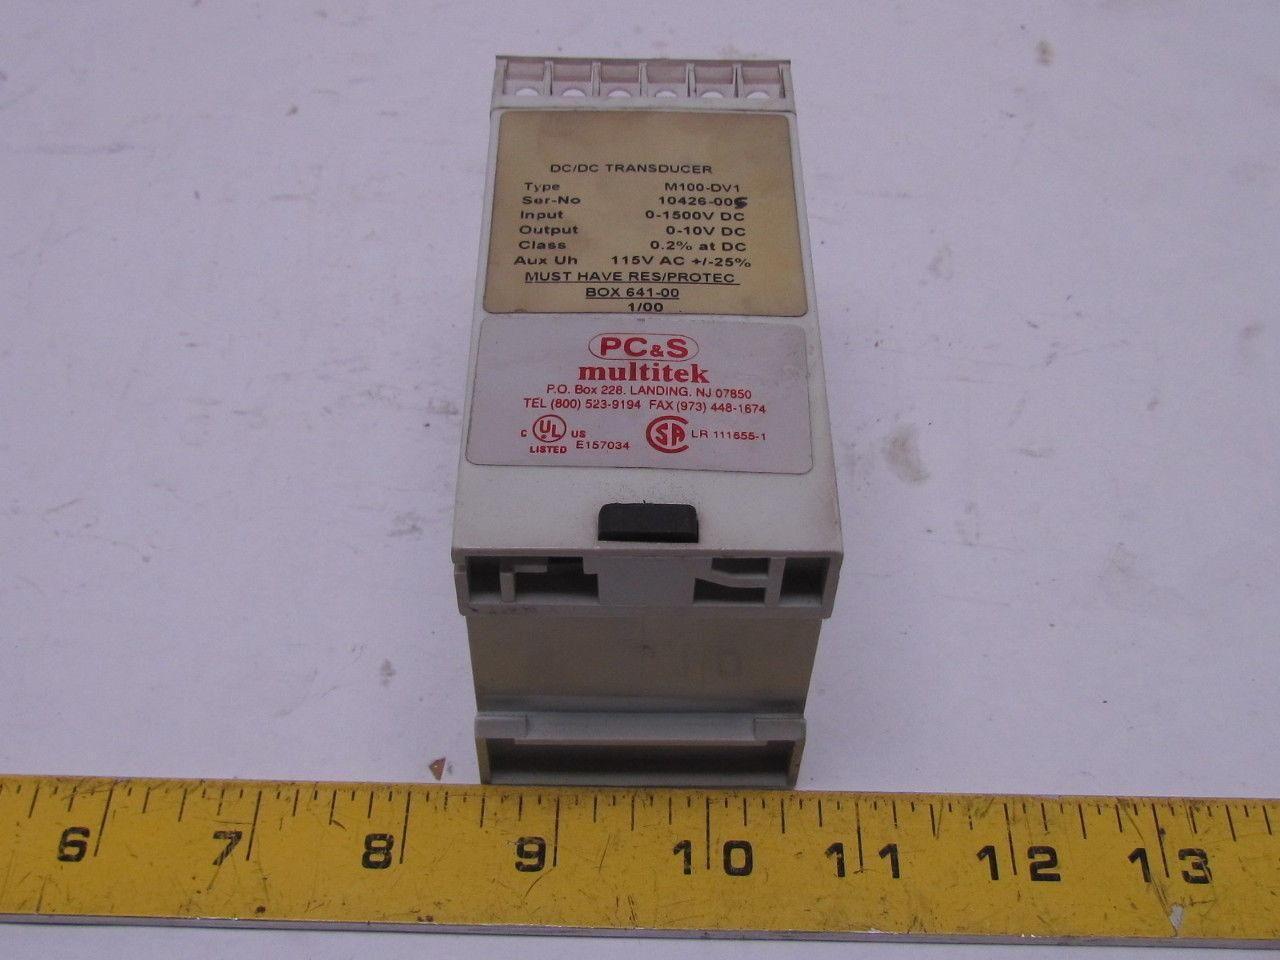 DC/DC TRANSDUCER
Type M100-DV1
Ser-No 10426-005
Input 0-1500V DC
Output 0-10V DC
Class 0.2% at DC
Aux Uh 115V AC +/-25%
MUST HAVE RES/PROTEC
BOX 641-00
1/00
PC&S
multitek
P.O. Box 228, LANDING, NJ 07850
TEL (800) 523-9194 FAX (973) 448-1674
C UL US
LISTED
E157034
SA LR 111655-1
6 7 8 9 10 11 12 13